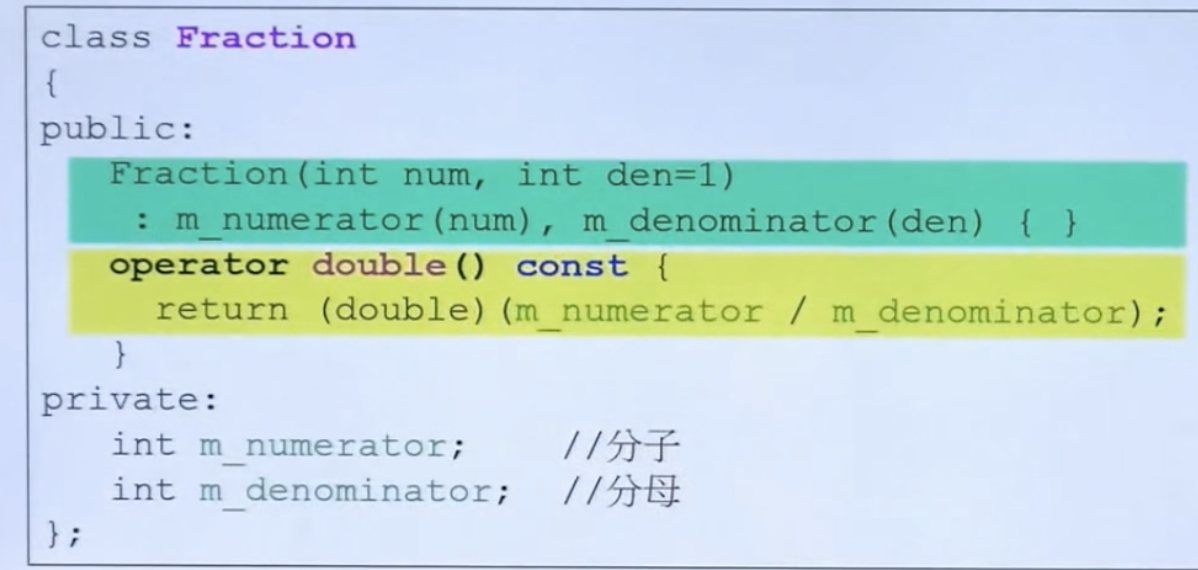 class Fraction
{
public:
Fraction(int num, int den=1)
: m_numerator(num), m_denominator(den) { }
operator double() const {
return (double)(m_numerator / m_denominator);
}
private:
int m_numerator; //分子
int m_denominator; //分母
};